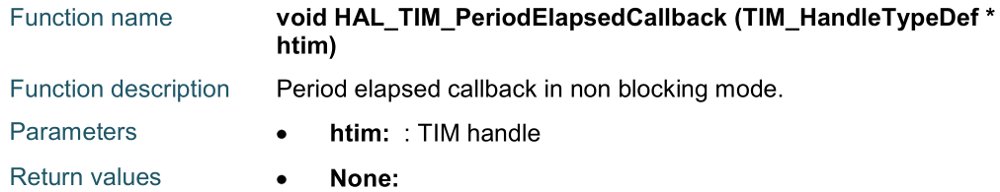 Function name void HAL_TIM_PeriodElapsedCallback (TIM_HandleTypeDef *
htim)
Function description Period elapsed callback in non blocking mode.
Parameters • htim: : TIM handle
Return values • None: